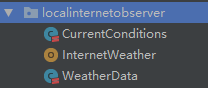 localinternetobserver
CurrentConditions
InternetWeather
WeatherData